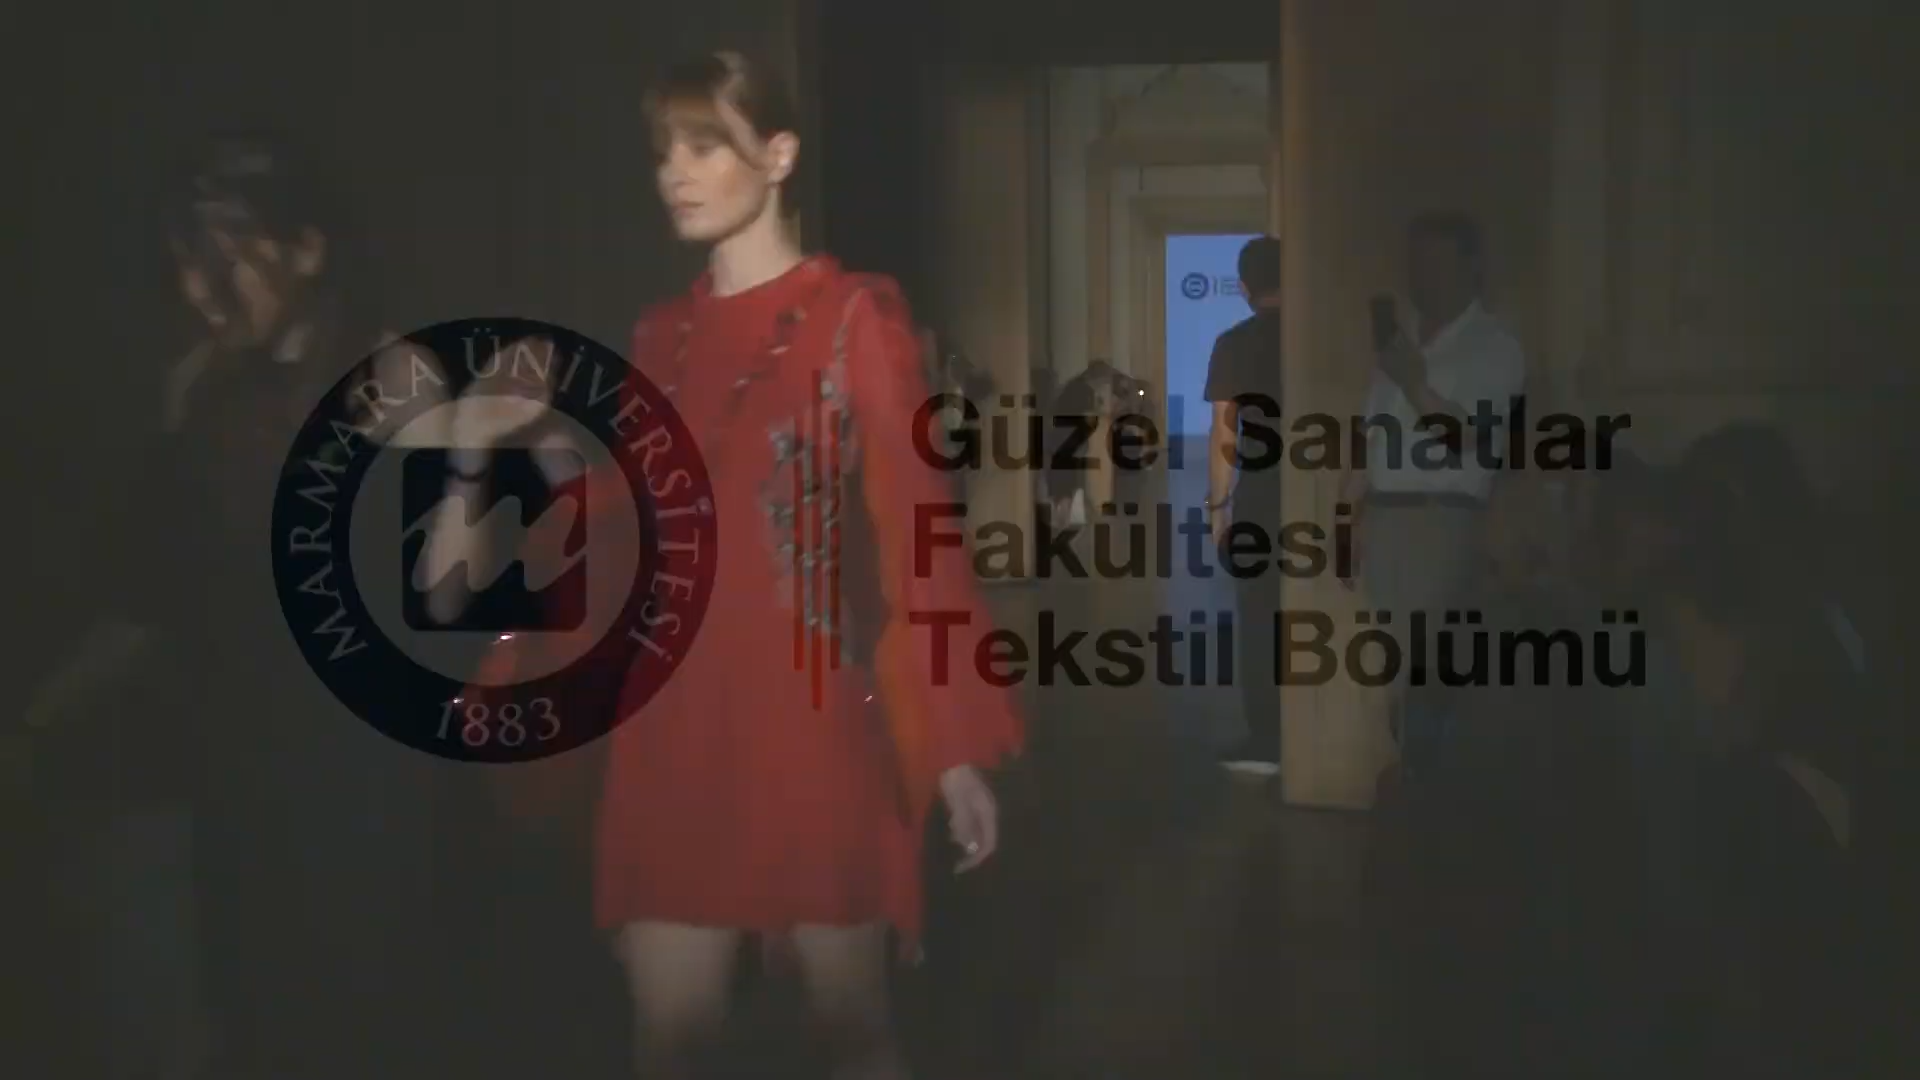 MARMARA ÜNİVERSİTESİ
1883
Güzel Sanatlar
Fakültesi
Tekstil Bölümü